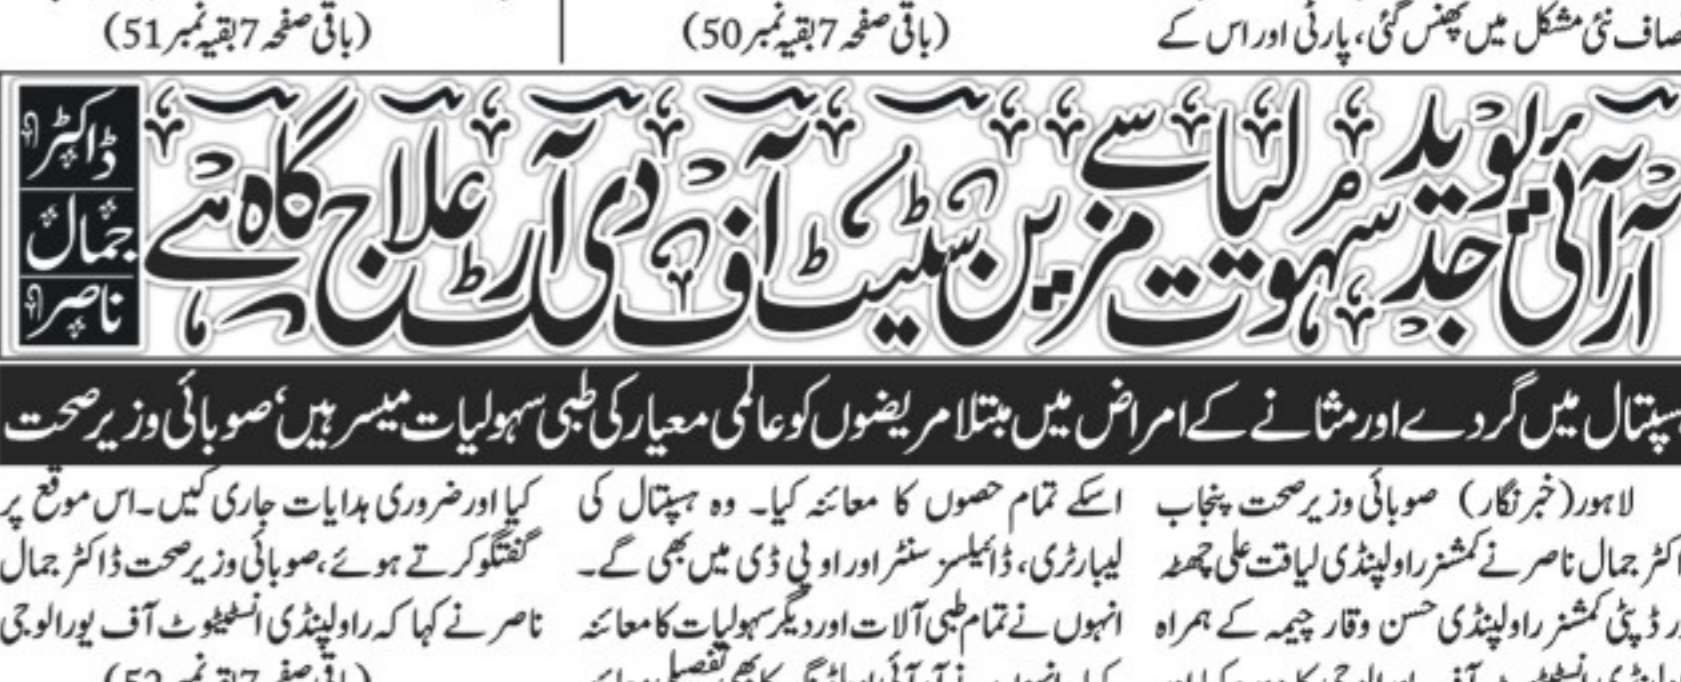 صاف نئی مشکل میں پھنس گئی، پارٹی اور اس کے
(باقی صفحہ 7 بقیہ نمبر 50)
(باقی صفحہ 7 بقیہ نمبر 51)
آر آئی یو جدید سہولیات سے مزین سٹیٹ آف دی آرٹ علاج گاہ ہے
ڈاکٹر
جمال
ناصر
ہسپتال میں گردے اور مثانے کے امراض میں مبتلا مریضوں کو عالمی معیار کی طبی سہولیات میسر ہیں، صوبائی وزیر صحت
لاہور (خبر نگار) صوبائی وزیر صحت پنجاب
اکٹر جمال ناصر نے کمشنر راولپنڈی لیاقت علی چھٹہ
ر ڈپٹی کمشنر راولپنڈی حسن وقار چیمہ کے ہمراہ
اسکے تمام حصوں کا معائنہ کیا۔ وہ ہسپتال کی
لیبارٹری، ڈائیلسز سنٹر اور او پی ڈی میں بھی گے۔
انہوں نے تمام طبی آلات اور دیگر سہولیات کا معائنہ
کیا اور ضروری ہدایات جاری کیں۔ اس موقع پر
گفتگو کرتے ہوئے، صوبائی وزیر صحت ڈاکٹر جمال
ناصر نے کہا کہ راولپنڈی انسٹیٹیوٹ آف یورالوجی
(باقی صفحہ 7 بقیہ نمبر 52)